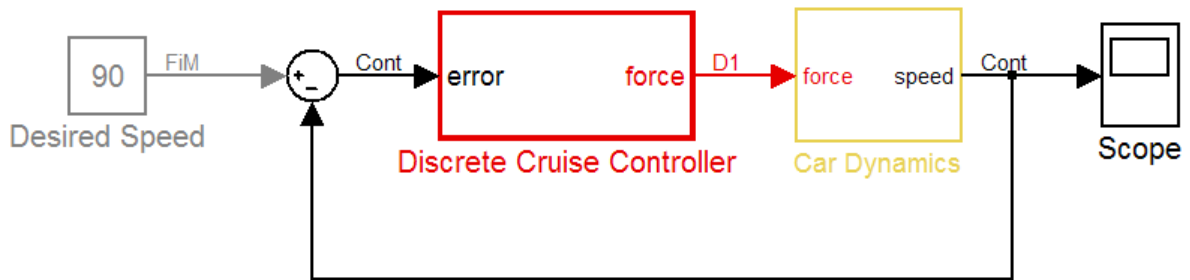 90
FiM
Desired Speed
+
−
Cont
error
force
Discrete Cruise Controller
D1
force
speed
Car Dynamics
Cont
Scope